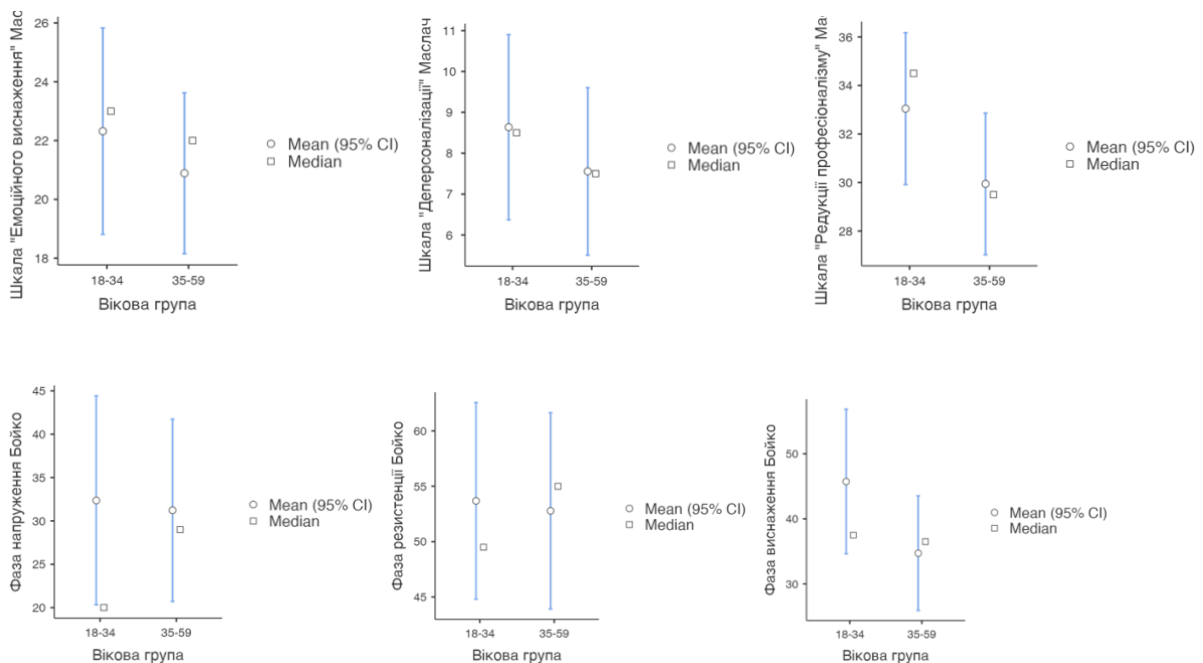 Шкала "Емоційного виснаження" Мас
26
24
22
20
18
18-34
35-59
Вікова група
Mean (95% CI)
Median
Шкала "Деперсоналізації" Маслач
11
10
9
8
7
6
18-34
35-59
Вікова група
Mean (95% CI)
Median
Шкала "Редукції професіоналізму" Ма
36
34
32
30
28
18-34
35-59
Вікова група
Mean (95% CI)
Median
Фаза напруження Бойко
45
40
35
30
25
20
18-34
35-59
Вікова група
Mean (95% CI)
Median
Фаза резистенції Бойко
60
55
50
45
18-34
35-59
Вікова група
Mean (95% CI)
Median
Фаза виснаження Бойко
50
40
30
18-34
35-59
Вікова група
Mean (95% CI)
Median